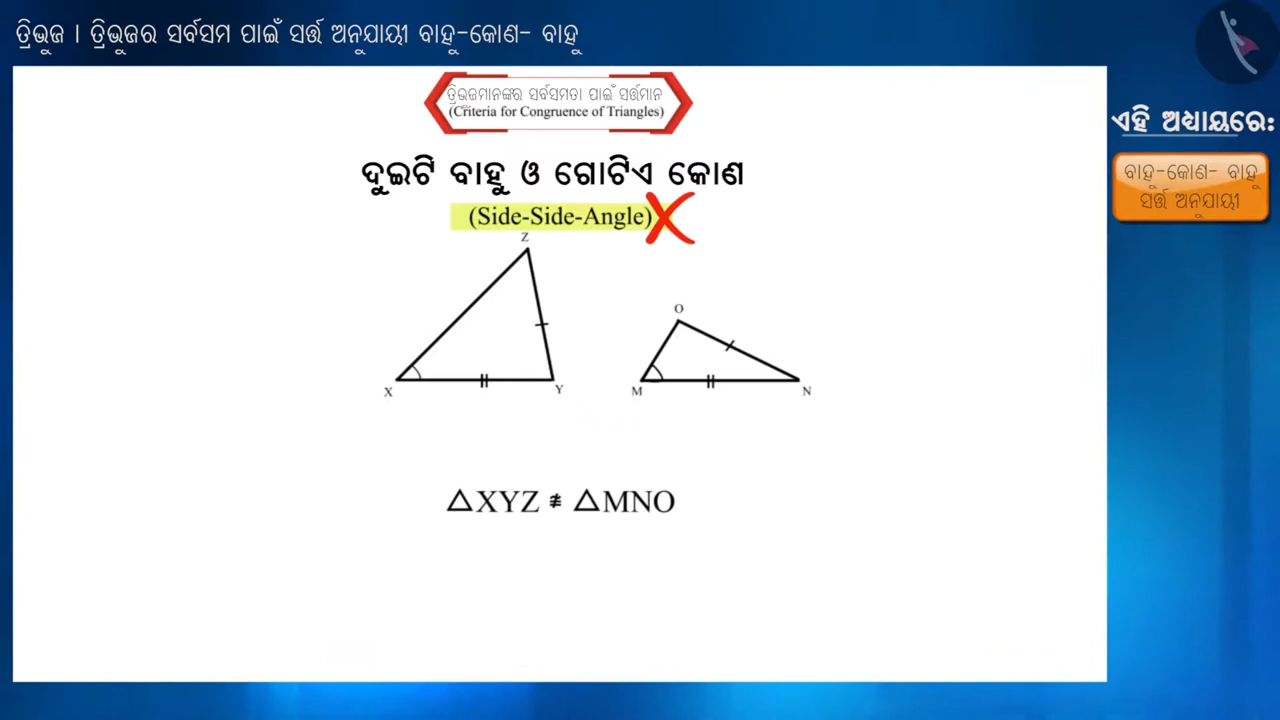 ତ୍ରିଭୁଜ । ତ୍ରିଭୁଜର ସର୍ବସମ ପାଇଁ ସର୍ତ୍ତ ଅନୁଯାୟୀ ବାହୁ-କୋଣ- ବାହୁ
ତ୍ରିଭୁଜମାନଙ୍କର ସର୍ବସମତା ପାଇଁ ସର୍ତ୍ତମାନ
(Criteria for Congruence of Triangles)
ଏହି ଅଧ୍ୟାୟରେ:
ବାହୁ-କୋଣ- ବାହୁ
ସର୍ତ୍ତ ଅନୁଯାୟୀ
ଦୁଇଟି ବାହୁ ଓ ଗୋଟିଏ କୋଣ
(Side-Side-Angle)
Z
O
X
Y
M
N
△XYZ ≢ △MNO